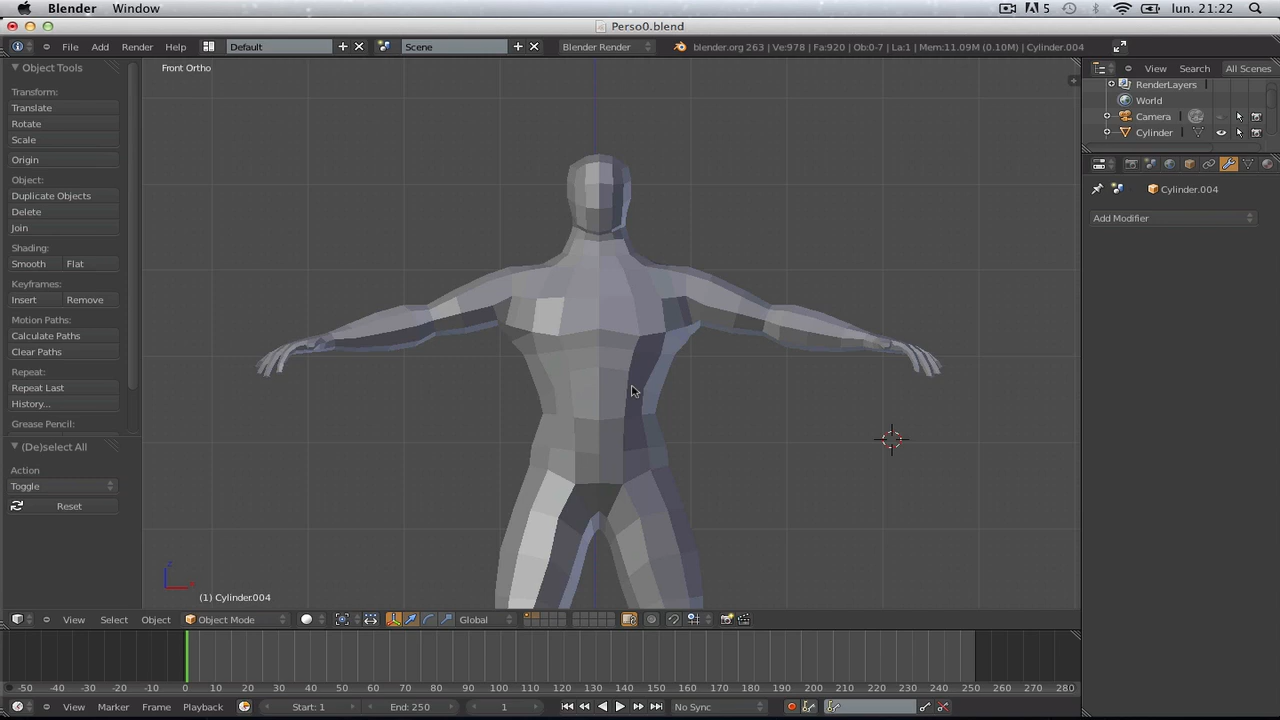 Blender Window 5 lun. 21:22
Perso0.blend
File Add Render Help Default Scene Blender Render blender.org 263 | Ve:978 | Fa:920 | Ob:0-7 | La:1 | Mem:11.09M (0.10M) | Cylinder.004
Object Tools
Transform:
Translate
Rotate
Scale
Origin
Object:
Duplicate Objects
Delete
Join
Shading:
Smooth Flat
Keyframes:
Insert Remove
Motion Paths:
Calculate Paths
Clear Paths
Repeat:
Repeat Last
History...
Grease Pencil:
(De)select All
Action
Toggle
Reset
Front Ortho
z
x
(1) Cylinder.004
View Search All Scenes
RenderLayers
World
Camera
Cylinder
Cylinder.004
Add Modifier
View Select Object Object Mode Global
-50 -40 -30 -20 -10 0 10 20 30 40 50 60 70 80 90 100 110 120 130 140 150 160 170 180 190 200 210 220 230 240 250 260 270 280
View Marker Frame Playback Start: 1 End: 250 1 No Sync